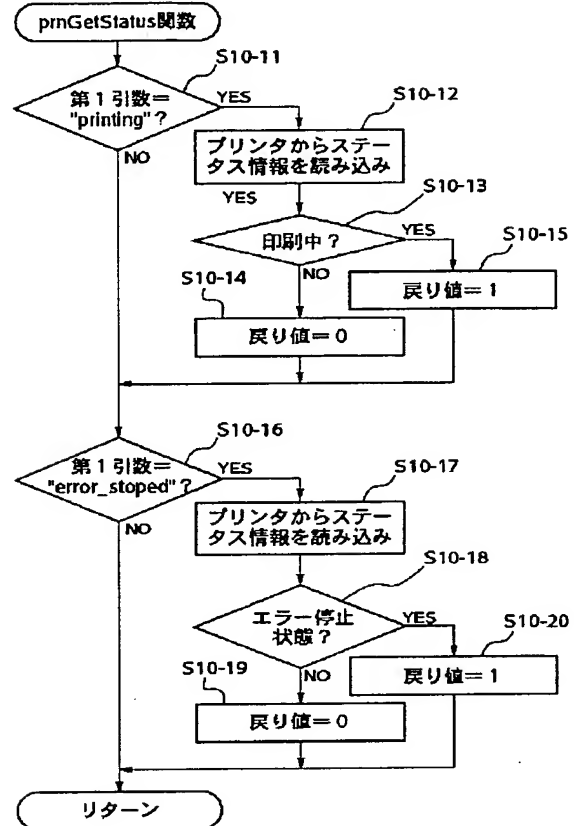 prnGetStatus関数
S10-11
第1引数=
"printing"?
YES
NO
S10-12
プリンタからステー
タス情報を読み込み
YES
S10-13
印刷中?
YES
NO
S10-15
戻り値=1
S10-14
戻り値=0
S10-16
第1引数=
"error_stoped"?
YES
NO
S10-17
プリンタからステー
タス情報を読み込み
S10-18
エラー停止
状態?
YES
NO
S10-20
戻り値=1
S10-19
戻り値=0
リターン